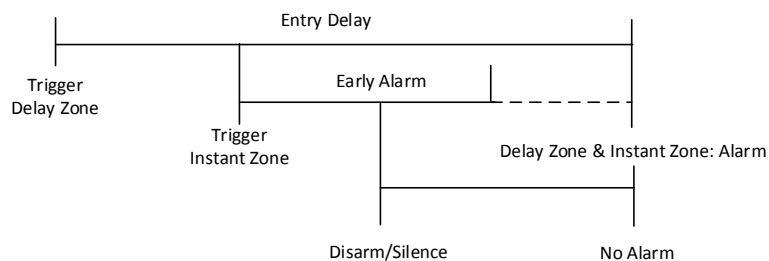 Entry Delay
Trigger
Delay Zone
Early Alarm
Trigger
Instant Zone
Delay Zone & Instant Zone: Alarm
Disarm/Silence
No Alarm